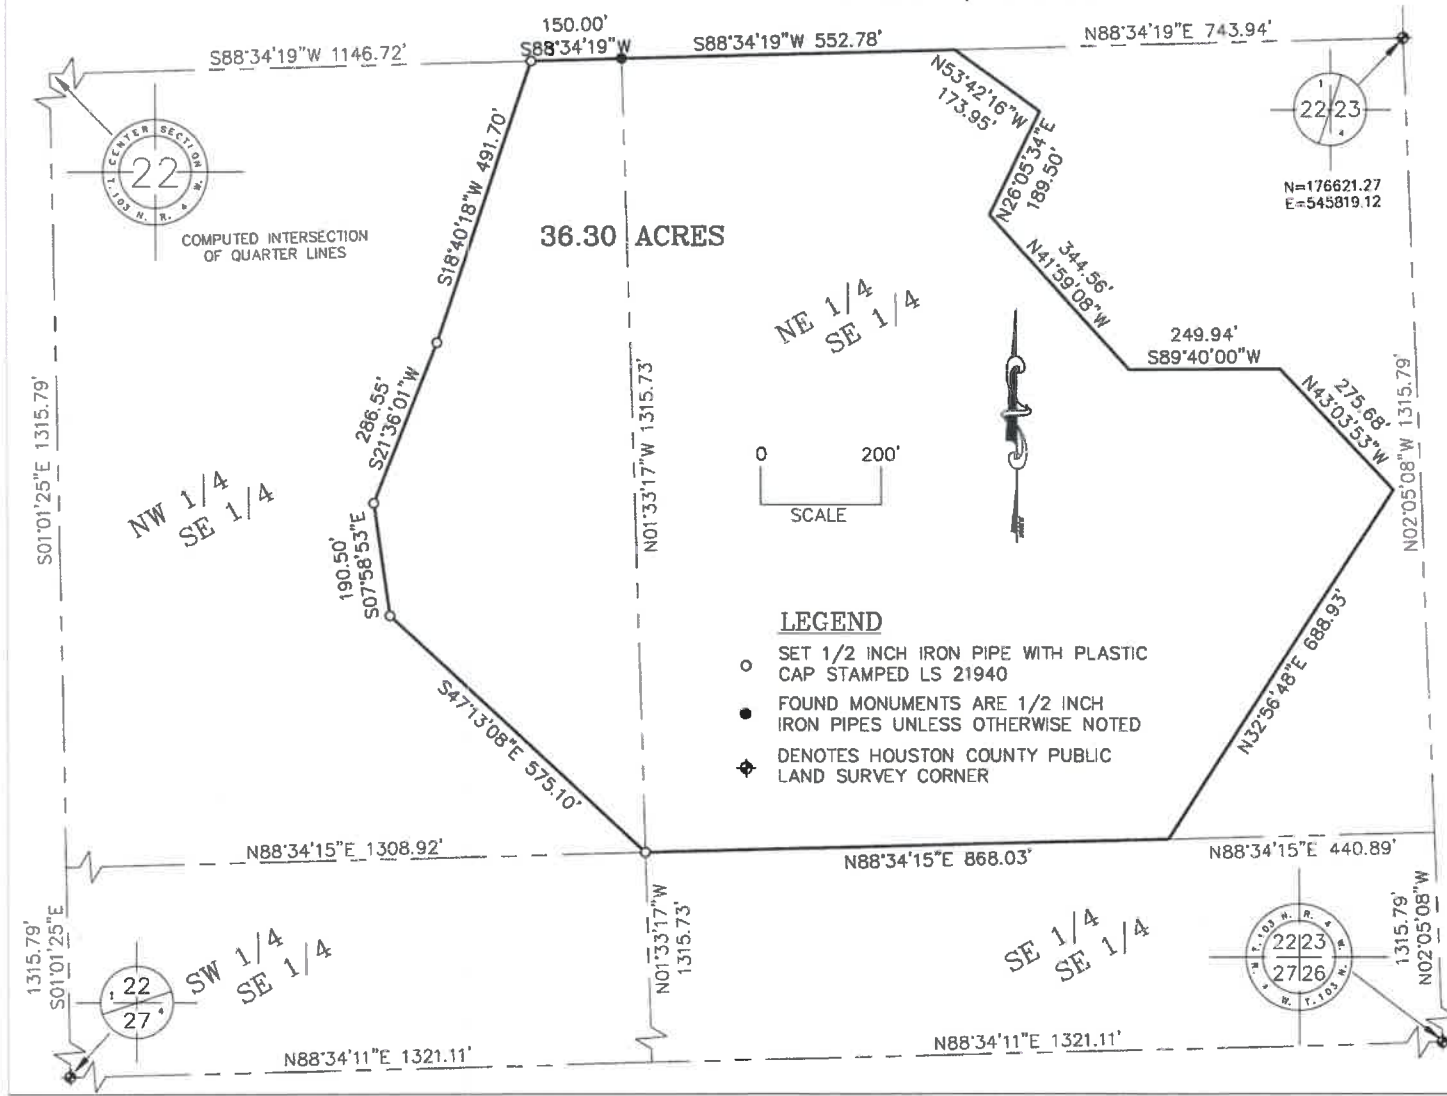 150.00'
S88°34'19"W
S88°34'19"W 1146.72'
S88°34'19"W 552.78'
N88°34'19"E 743.94'
N53°42'16"W
173.95'
N26°05'34"E
189.50'
1
22 23
4
N=176621.27
E=545819.12
CENTER SECTION
22
T. 103 N. R. 4 W.
COMPUTED INTERSECTION
OF QUARTER LINES
S18°40'18"W 491.70'
36.30 ACRES
344.56'
N41°59'08"W
NE 1/4
SE 1/4
249.94'
S89°40'00"W
275.68'
N43°03'53"W
S01°01'25"E 1315.79'
286.55'
S21°36'01"W
N01°33'17"W 1315.73'
N02°05'08"W 1315.79'
0 200'
SCALE
NW 1/4
SE 1/4
190.50'
S07°58'53"E
LEGEND
SET 1/2 INCH IRON PIPE WITH PLASTIC
CAP STAMPED LS 21940
FOUND MONUMENTS ARE 1/2 INCH
IRON PIPES UNLESS OTHERWISE NOTED
DENOTES HOUSTON COUNTY PUBLIC
LAND SURVEY CORNER
N32°56'48"E 688.93'
S47°13'08"E 575.10'
N88°34'15"E 1308.92'
N88°34'15"E 868.03'
N88°34'15"E 440.89'
1315.79'
S01°01'25"E
N01°33'17"W
1315.73'
1315.79'
N02°05'08"W
SW 1/4
SE 1/4
SE 1/4
SE 1/4
1 22
27 4
T.103 N. R. 4 W.
22 23
27 26
R. 4 W. T.103 N.
N88°34'11"E 1321.11'
N88°34'11"E 1321.11'